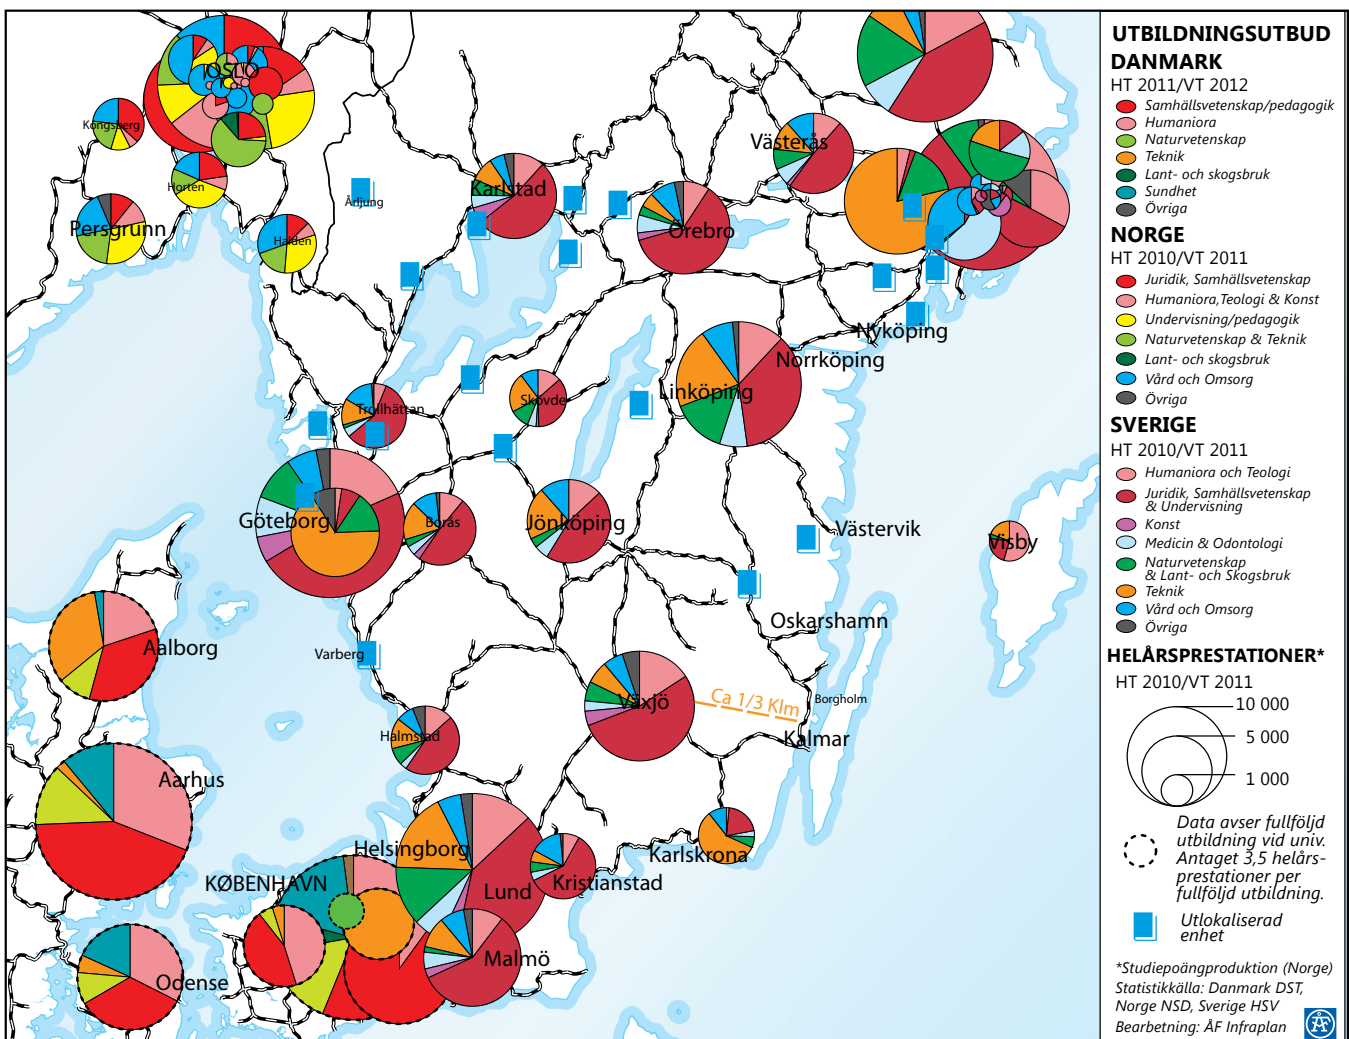 OSLO
Kongsberg
Horten
Persgrunn
Halden
Årljung
Karlstad
Västerås
Örebro
Nyköping
Norrköping
Linköping
Skövde
Trollhättan
Göteborg
Borås
Jönköping
Västervik
Visby
Oskarshamn
Aalborg
Varberg
Växjö
Ca 1/3 Klm
Borgholm
Kalmar
Halmstad
Aarhus
Helsingborg
Karlskrona
KØBENHAVN
Lund
Kristianstad
Malmö
Odense
UTBILDNINGSUTBUD
DANMARK
HT 2011/VT 2012
Samhällsvetenskap/pedagogik
Humaniora
Naturvetenskap
Teknik
Lant- och skogsbruk
Sundhet
Övriga
NORGE
HT 2010/VT 2011
Juridik, Samhällsvetenskap
Humaniora,Teologi & Konst
Undervisning/pedagogik
Naturvetenskap & Teknik
Lant- och skogsbruk
Vård och Omsorg
Övriga
SVERIGE
HT 2010/VT 2011
Humaniora och Teologi
Juridik, Samhällsvetenskap
& Undervisning
Konst
Medicin & Odontologi
Naturvetenskap
& Lant- och Skogsbruk
Teknik
Vård och Omsorg
Övriga
HELÅRSPRESTATIONER*
HT 2010/VT 2011
10 000
5 000
1 000
Data avser fullföljd
utbildning vid univ.
Antaget 3,5 helårs-
prestationer per
fullföljd utbildning.
Utlokaliserad
enhet
*Studiepoängproduktion (Norge)
Statistikkälla: Danmark DST,
Norge NSD, Sverige HSV
Bearbetning: ÅF Infraplan
ÅF